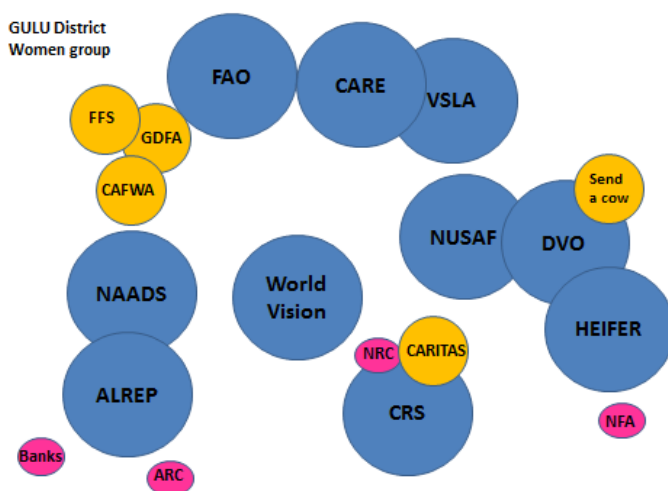 GULU District
Women group
FAO
CARE
VSLA
FFS
GDFA
CAFWA
Send
a cow
NUSAF
DVO
NAADS
World
Vision
HEIFER
NRC
CARITAS
ALREP
CRS
NFA
Banks
ARC